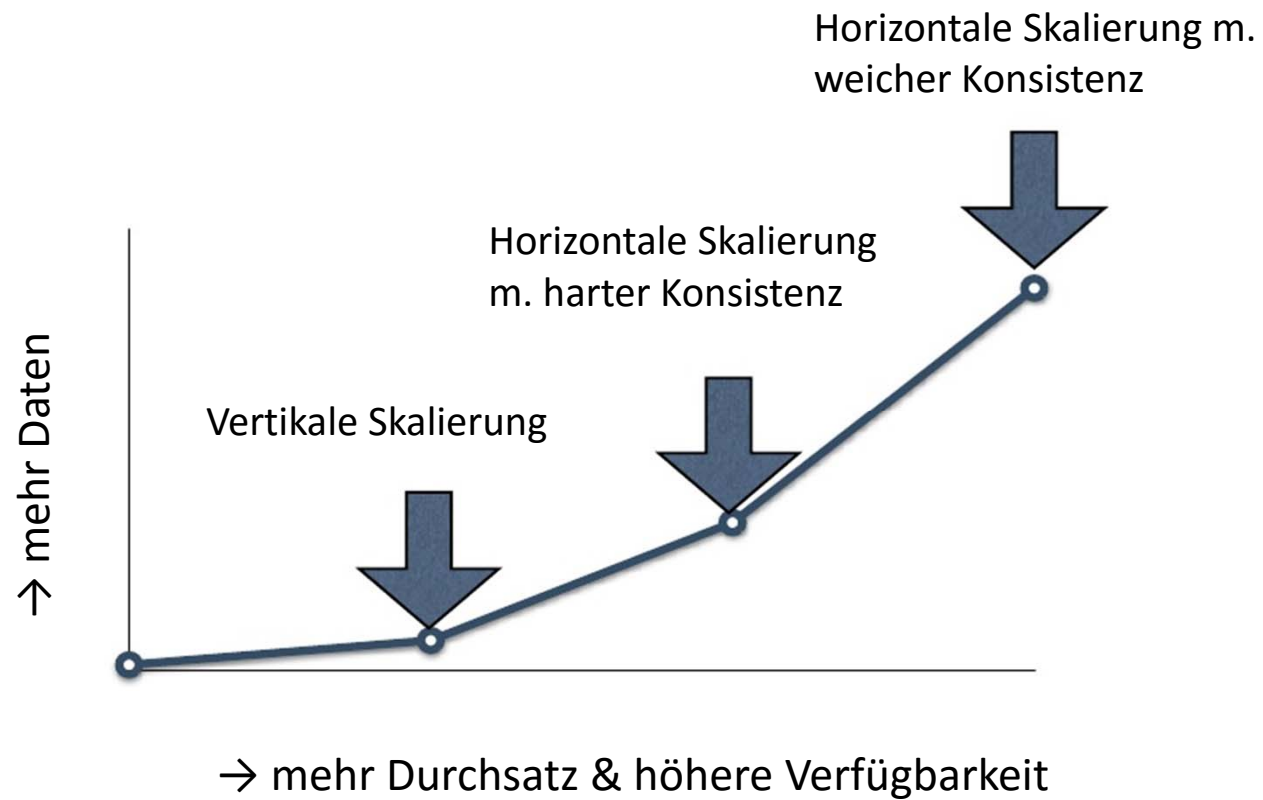 Horizontale Skalierung m.
weicher Konsistenz
Horizontale Skalierung
m. harter Konsistenz
Vertikale Skalierung
→ mehr Daten
→ mehr Durchsatz & höhere Verfügbarkeit